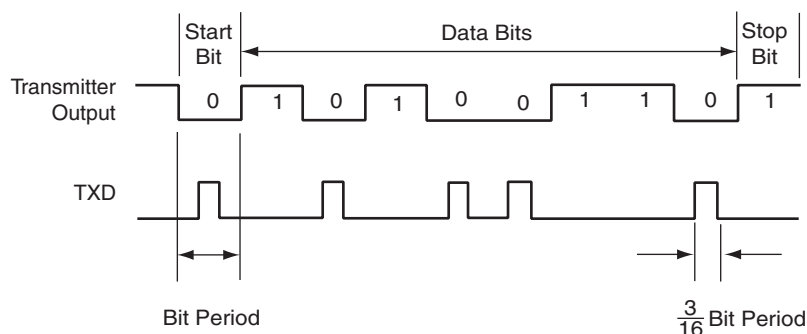 Start
Bit
Data Bits
Stop
Bit
Transmitter
Output
0 1 0 1 0 0 1 1 0 1
TXD
Bit Period
3/16 Bit Period